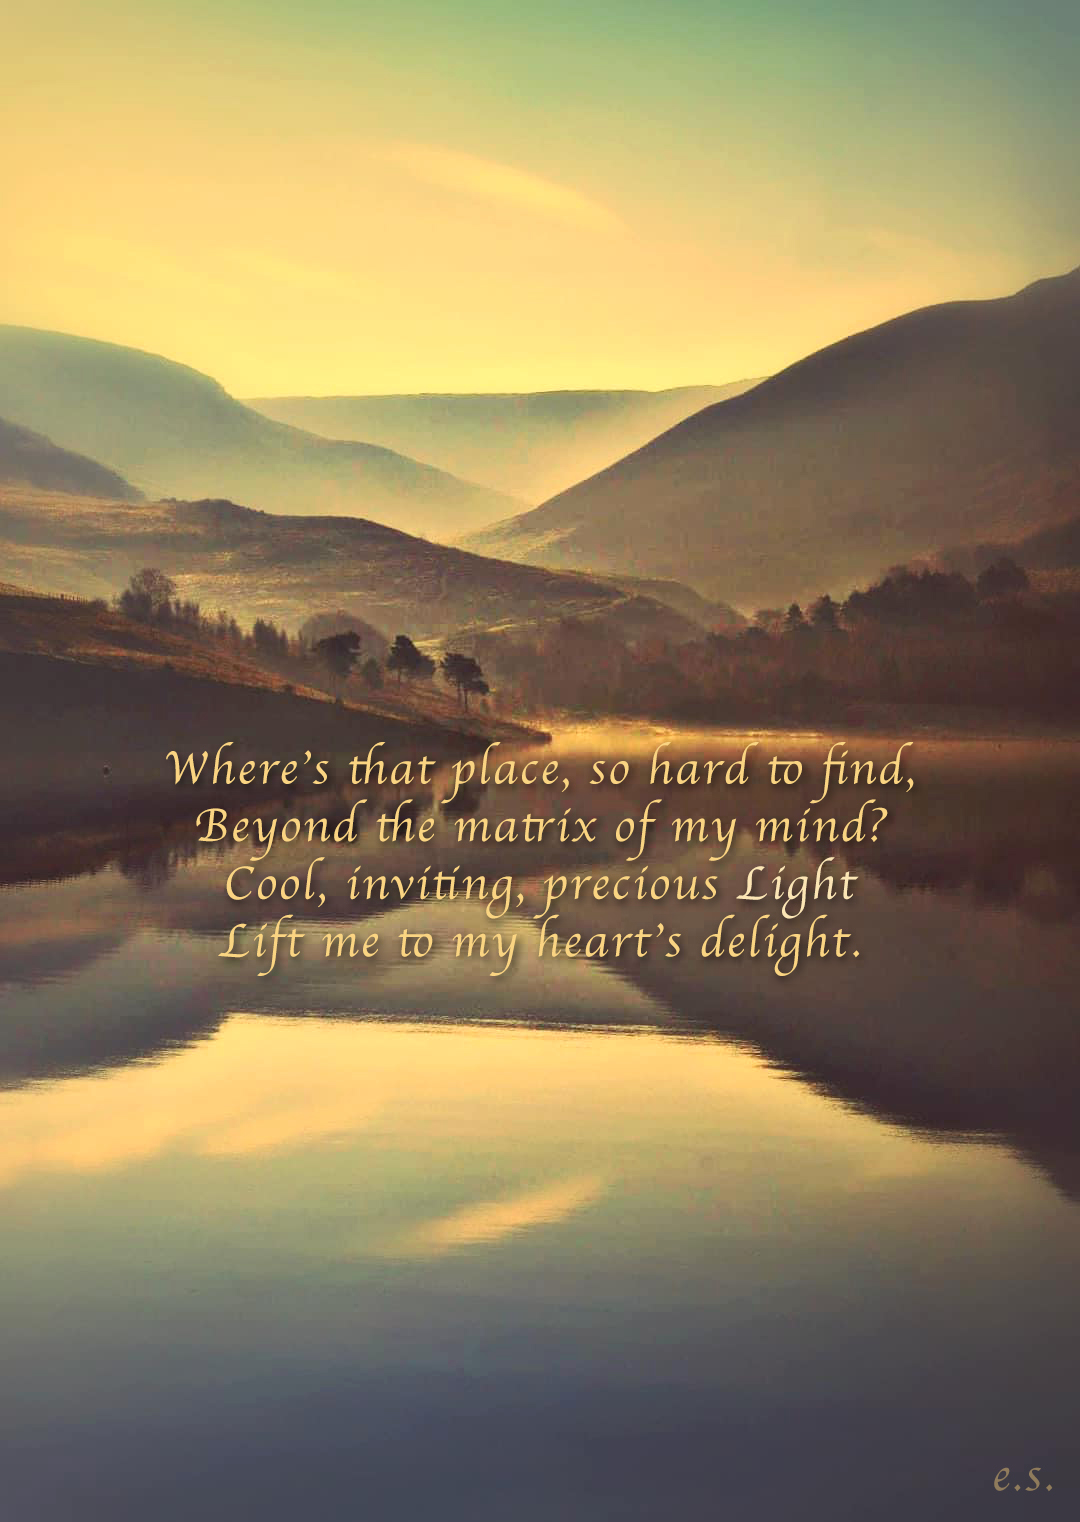 Where's that place, so hard to find,
Beyond the matrix of my mind?
Cool, inviting, precious Light
Lift me to my heart's delight.
e.s.